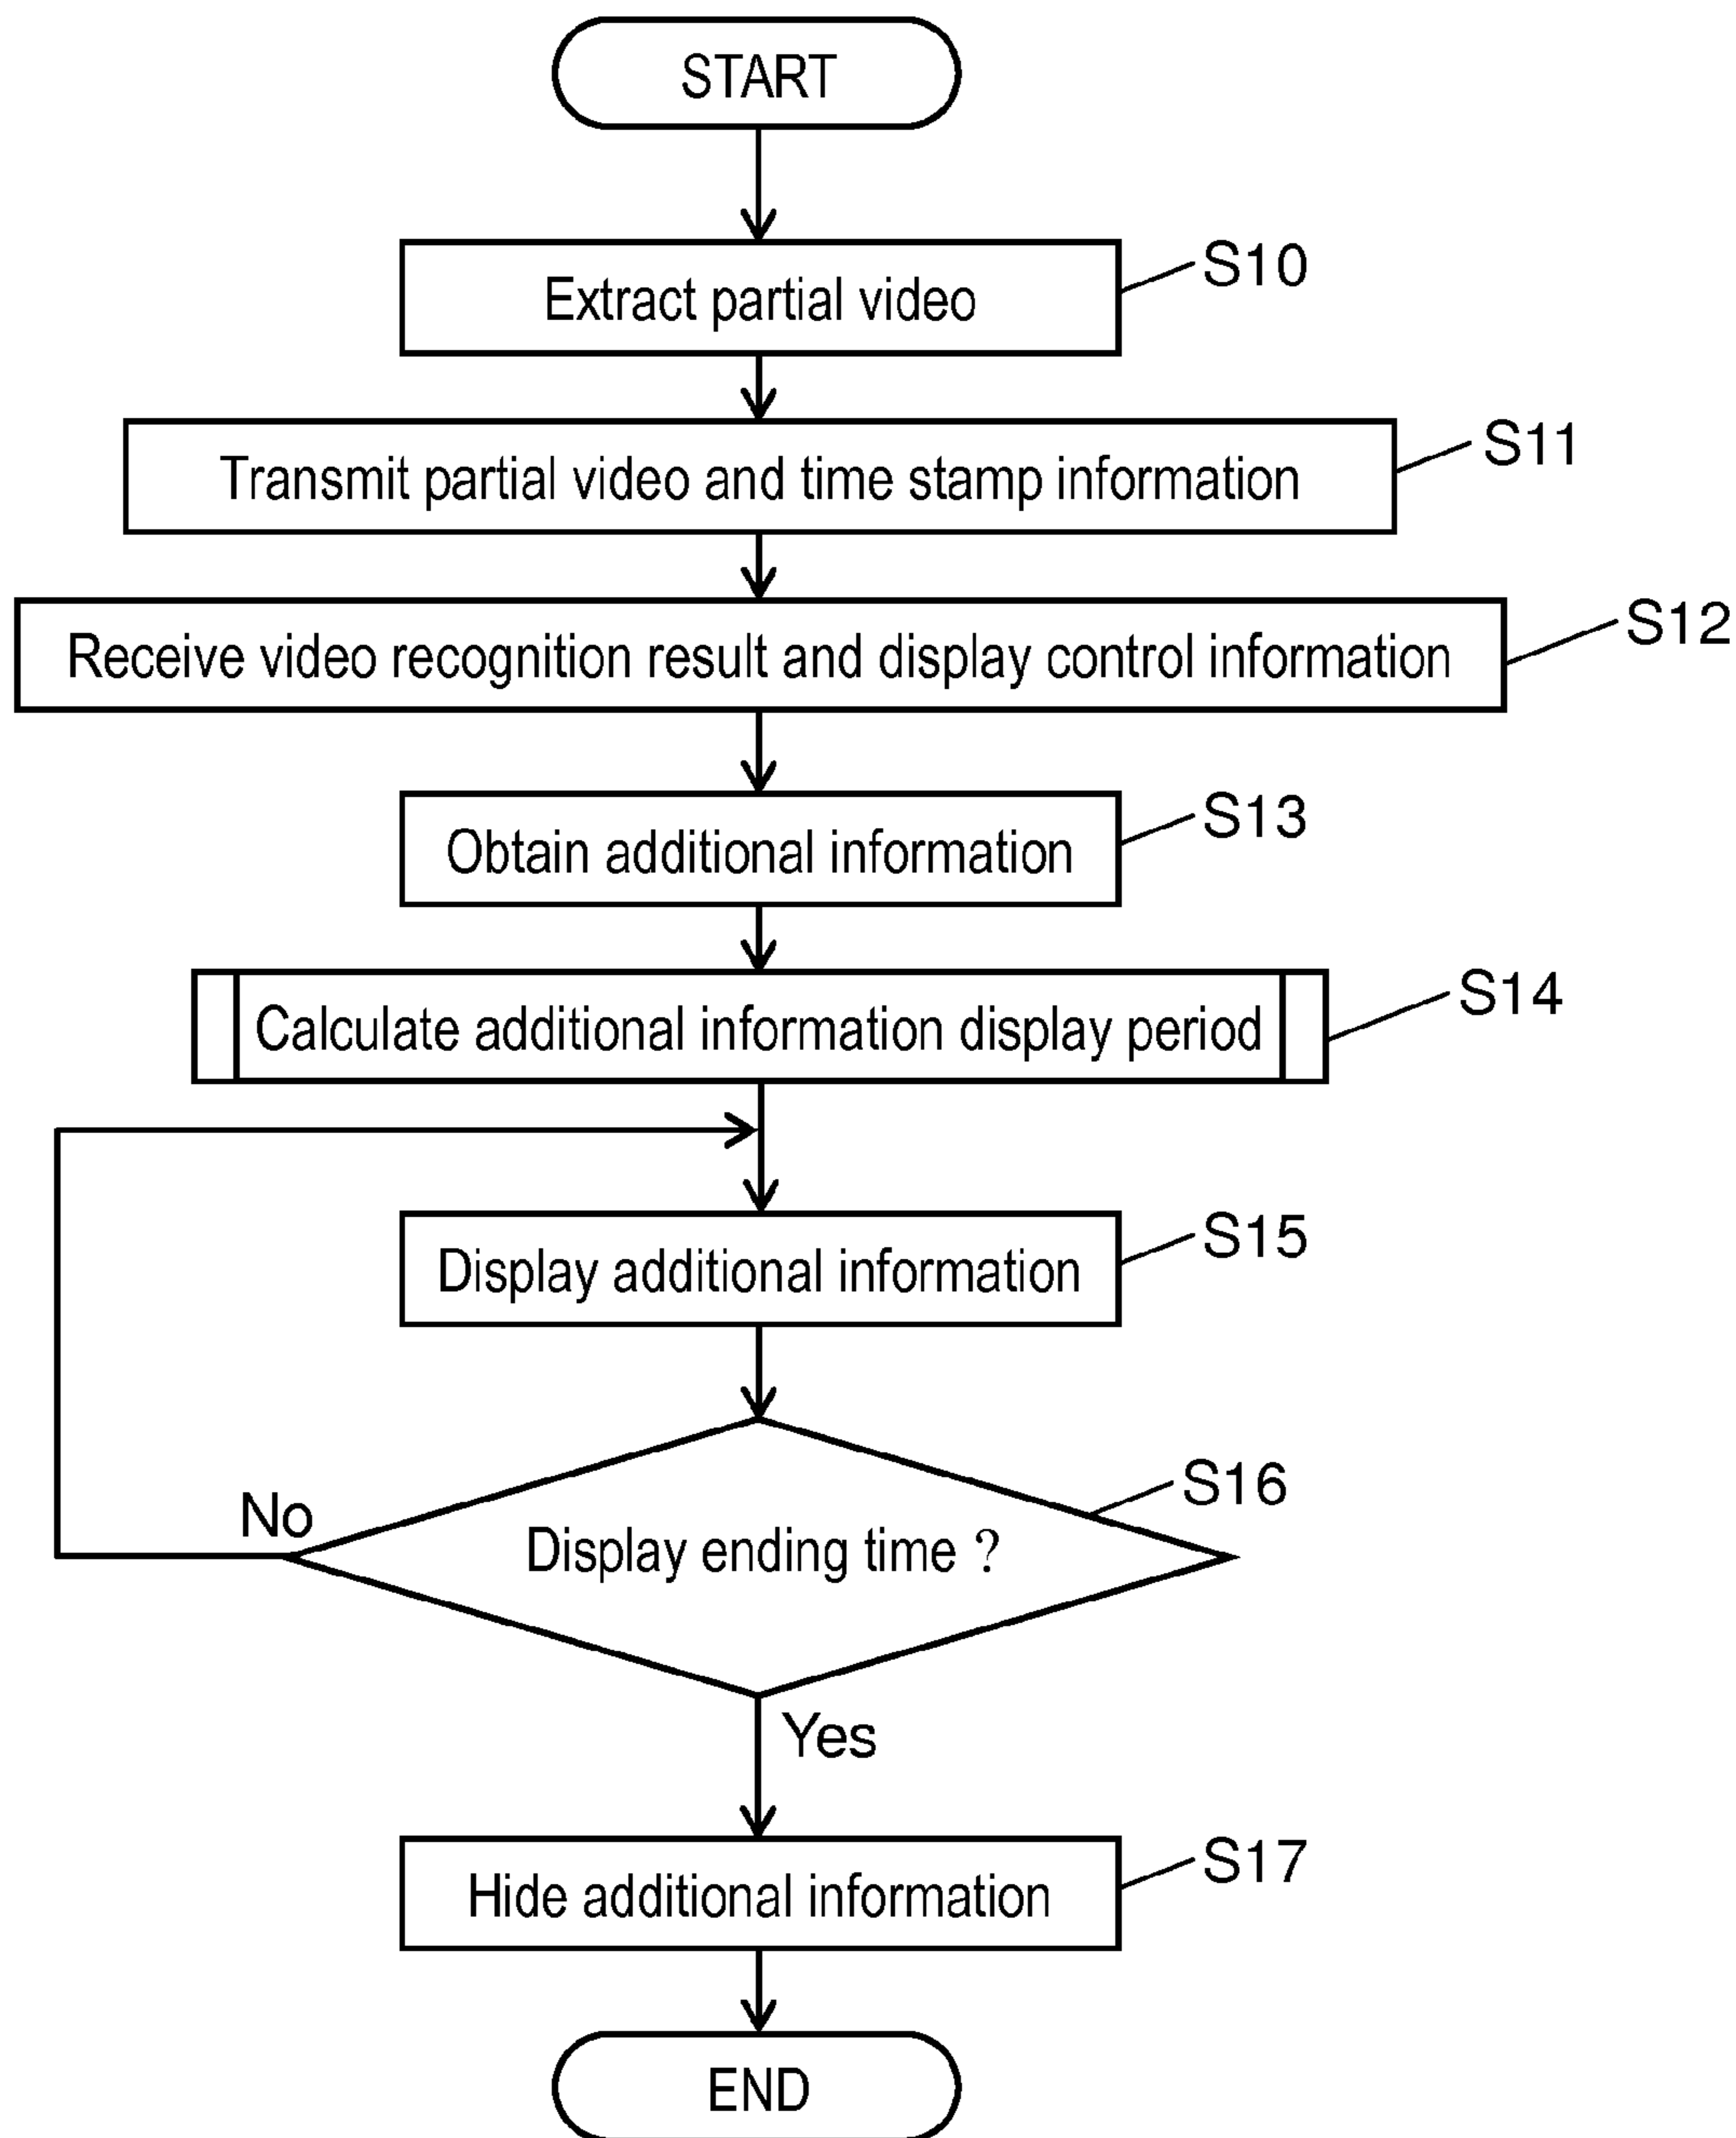 START
Extract partial video
S10
Transmit partial video and time stamp information
S11
Receive video recognition result and display control information
S12
Obtain additional information
S13
Calculate additional information display period
S14
Display additional information
S15
Display ending time ?
S16
No
Yes
Hide additional information
S17
END